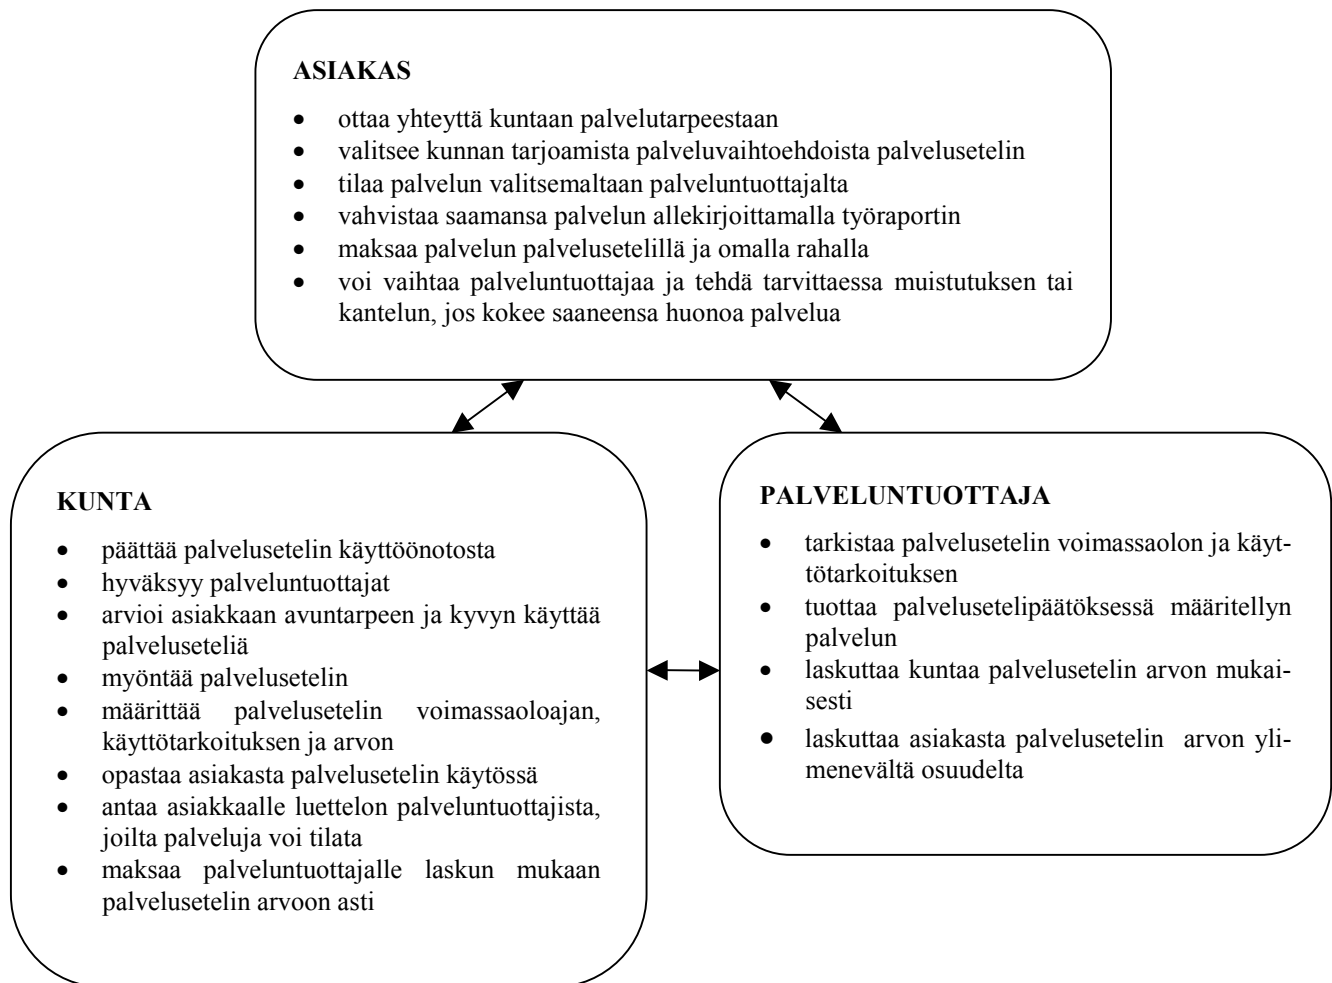 ASIAKAS
• ottaa yhteyttä kuntaan palvelutarpeestaan
• valitsee kunnan tarjoamista palveluvaihtoehdoista palvelusetelin
• tilaa palvelun valitsemaltaan palveluntuottajalta
• vahvistaa saamansa palvelun allekirjoittamalla työraportin
• maksaa palvelun palvelusetelillä ja omalla rahalla
• voi vaihtaa palveluntuottajaa ja tehdä tarvittaessa muistutuksen tai
kantelun, jos kokee saaneensa huonoa palvelua
KUNTA
• päättää palvelusetelin käyttöönotosta
• hyväksyy palveluntuottajat
• arvioi asiakkaan avuntarpeen ja kyvyn käyttää
palveluseteliä
• myöntää palvelusetelin
• määrittää palvelusetelin voimassaoloajan,
käyttötarkoituksen ja arvon
• opastaa asiakasta palvelusetelin käytössä
• antaa asiakkaalle luettelon palveluntuottajista,
joilta palveluja voi tilata
• maksaa palveluntuottajalle laskun mukaan
palvelusetelin arvoon asti
PALVELUNTUOTTAJA
• tarkistaa palvelusetelin voimassaolon ja käyt-
tötarkoituksen
• tuottaa palvelusetelipäätöksessä määritellyn
palvelun
• laskuttaa kuntaa palvelusetelin arvon mukai-
sesti
• laskuttaa asiakasta palvelusetelin arvon yli-
menevältä osuudelta